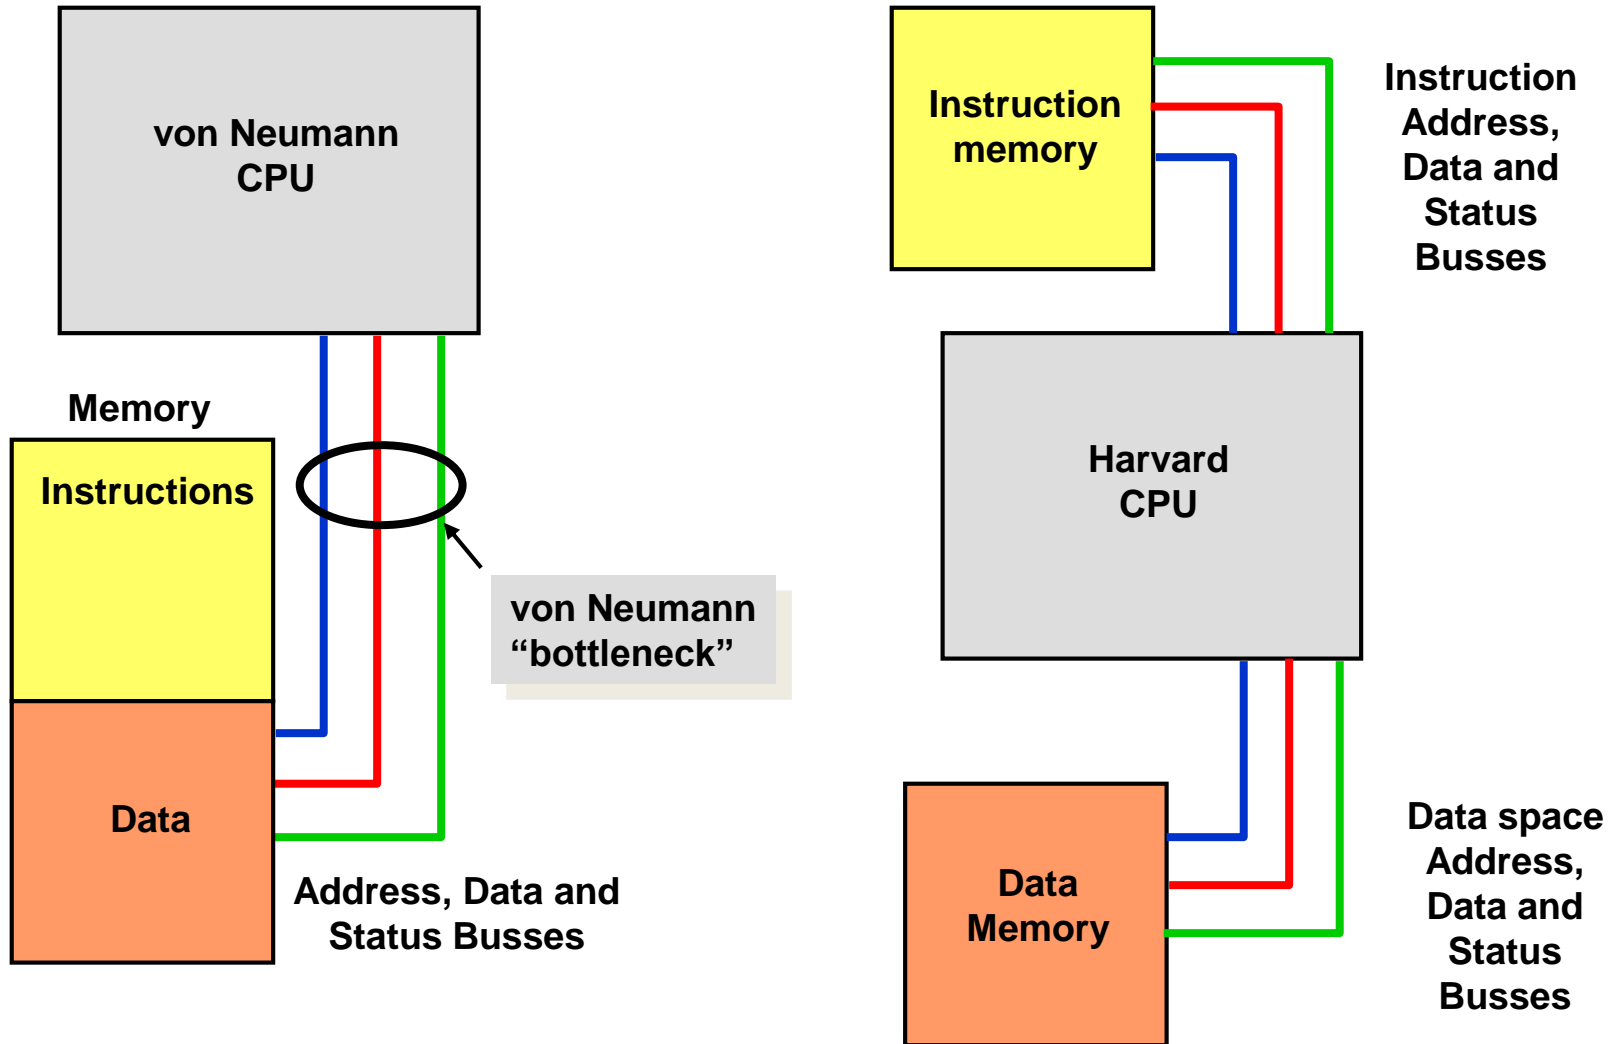 von Neumann
CPU
Memory
Instructions
Data
von Neumann
“bottleneck”
Address, Data and
Status Busses
Instruction
memory
Instruction
Address,
Data and
Status
Busses
Harvard
CPU
Data
Memory
Data space
Address,
Data and
Status
Busses